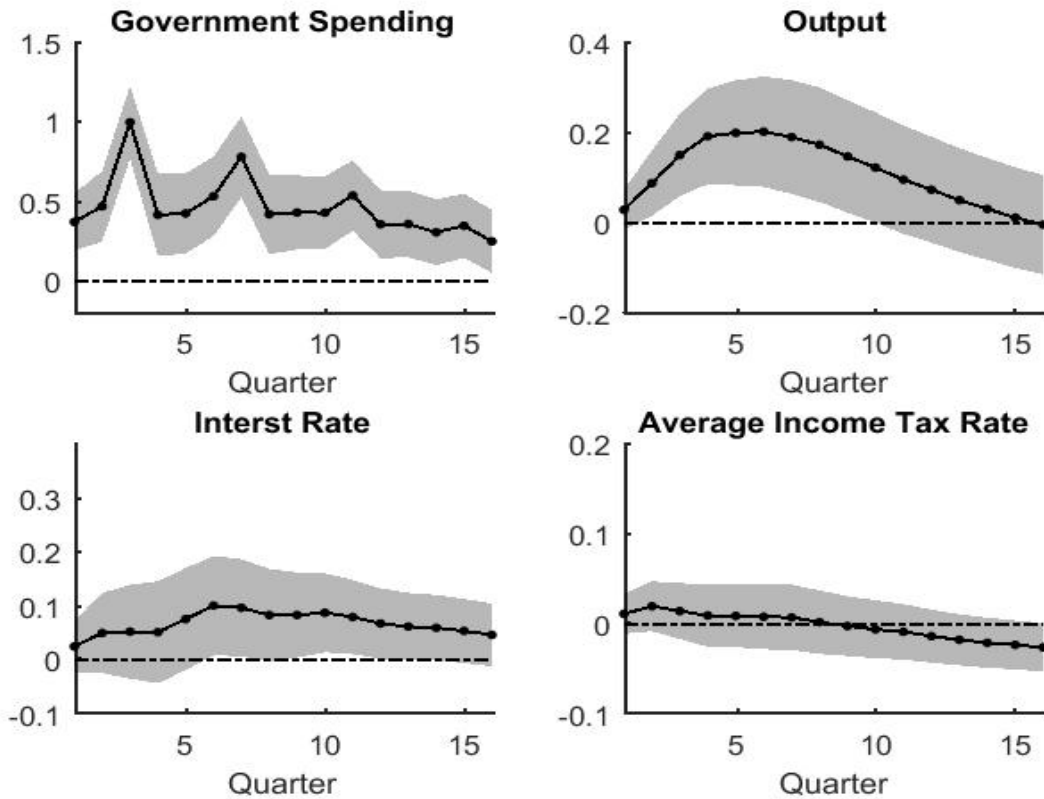 Government Spending
1.5
1
0.5
0
5 10 15
Quarter
Output
0.4
0.2
0
-0.2
5 10 15
Quarter
Interst Rate
0.3
0.2
0.1
0
-0.1
5 10 15
Quarter
Average Income Tax Rate
0.2
0.1
0
-0.1
5 10 15
Quarter